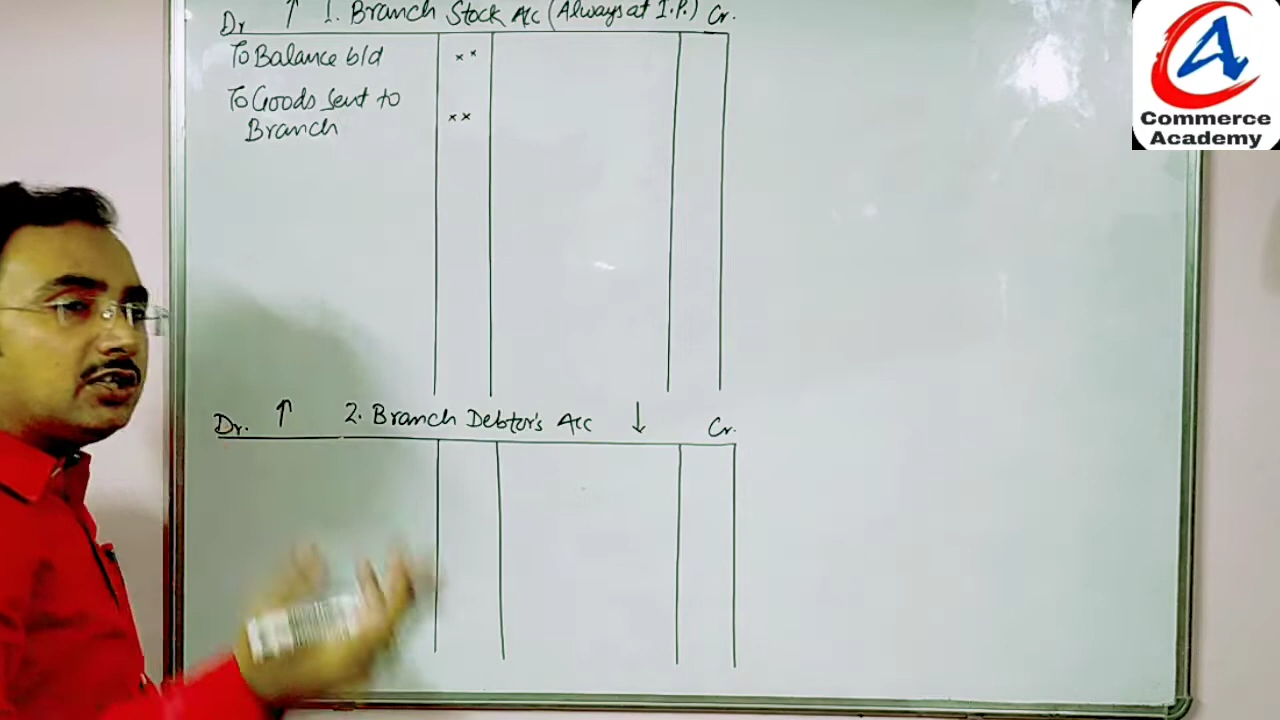 Dr ↑ 1. Branch Stock A/c (Always at I.P.) Cr.
To Balance b/d ××
To Goods sent to
Branch ××
Dr. ↑ 2. Branch Debtor's A/c ↓ Cr.
A
Commerce
Academy